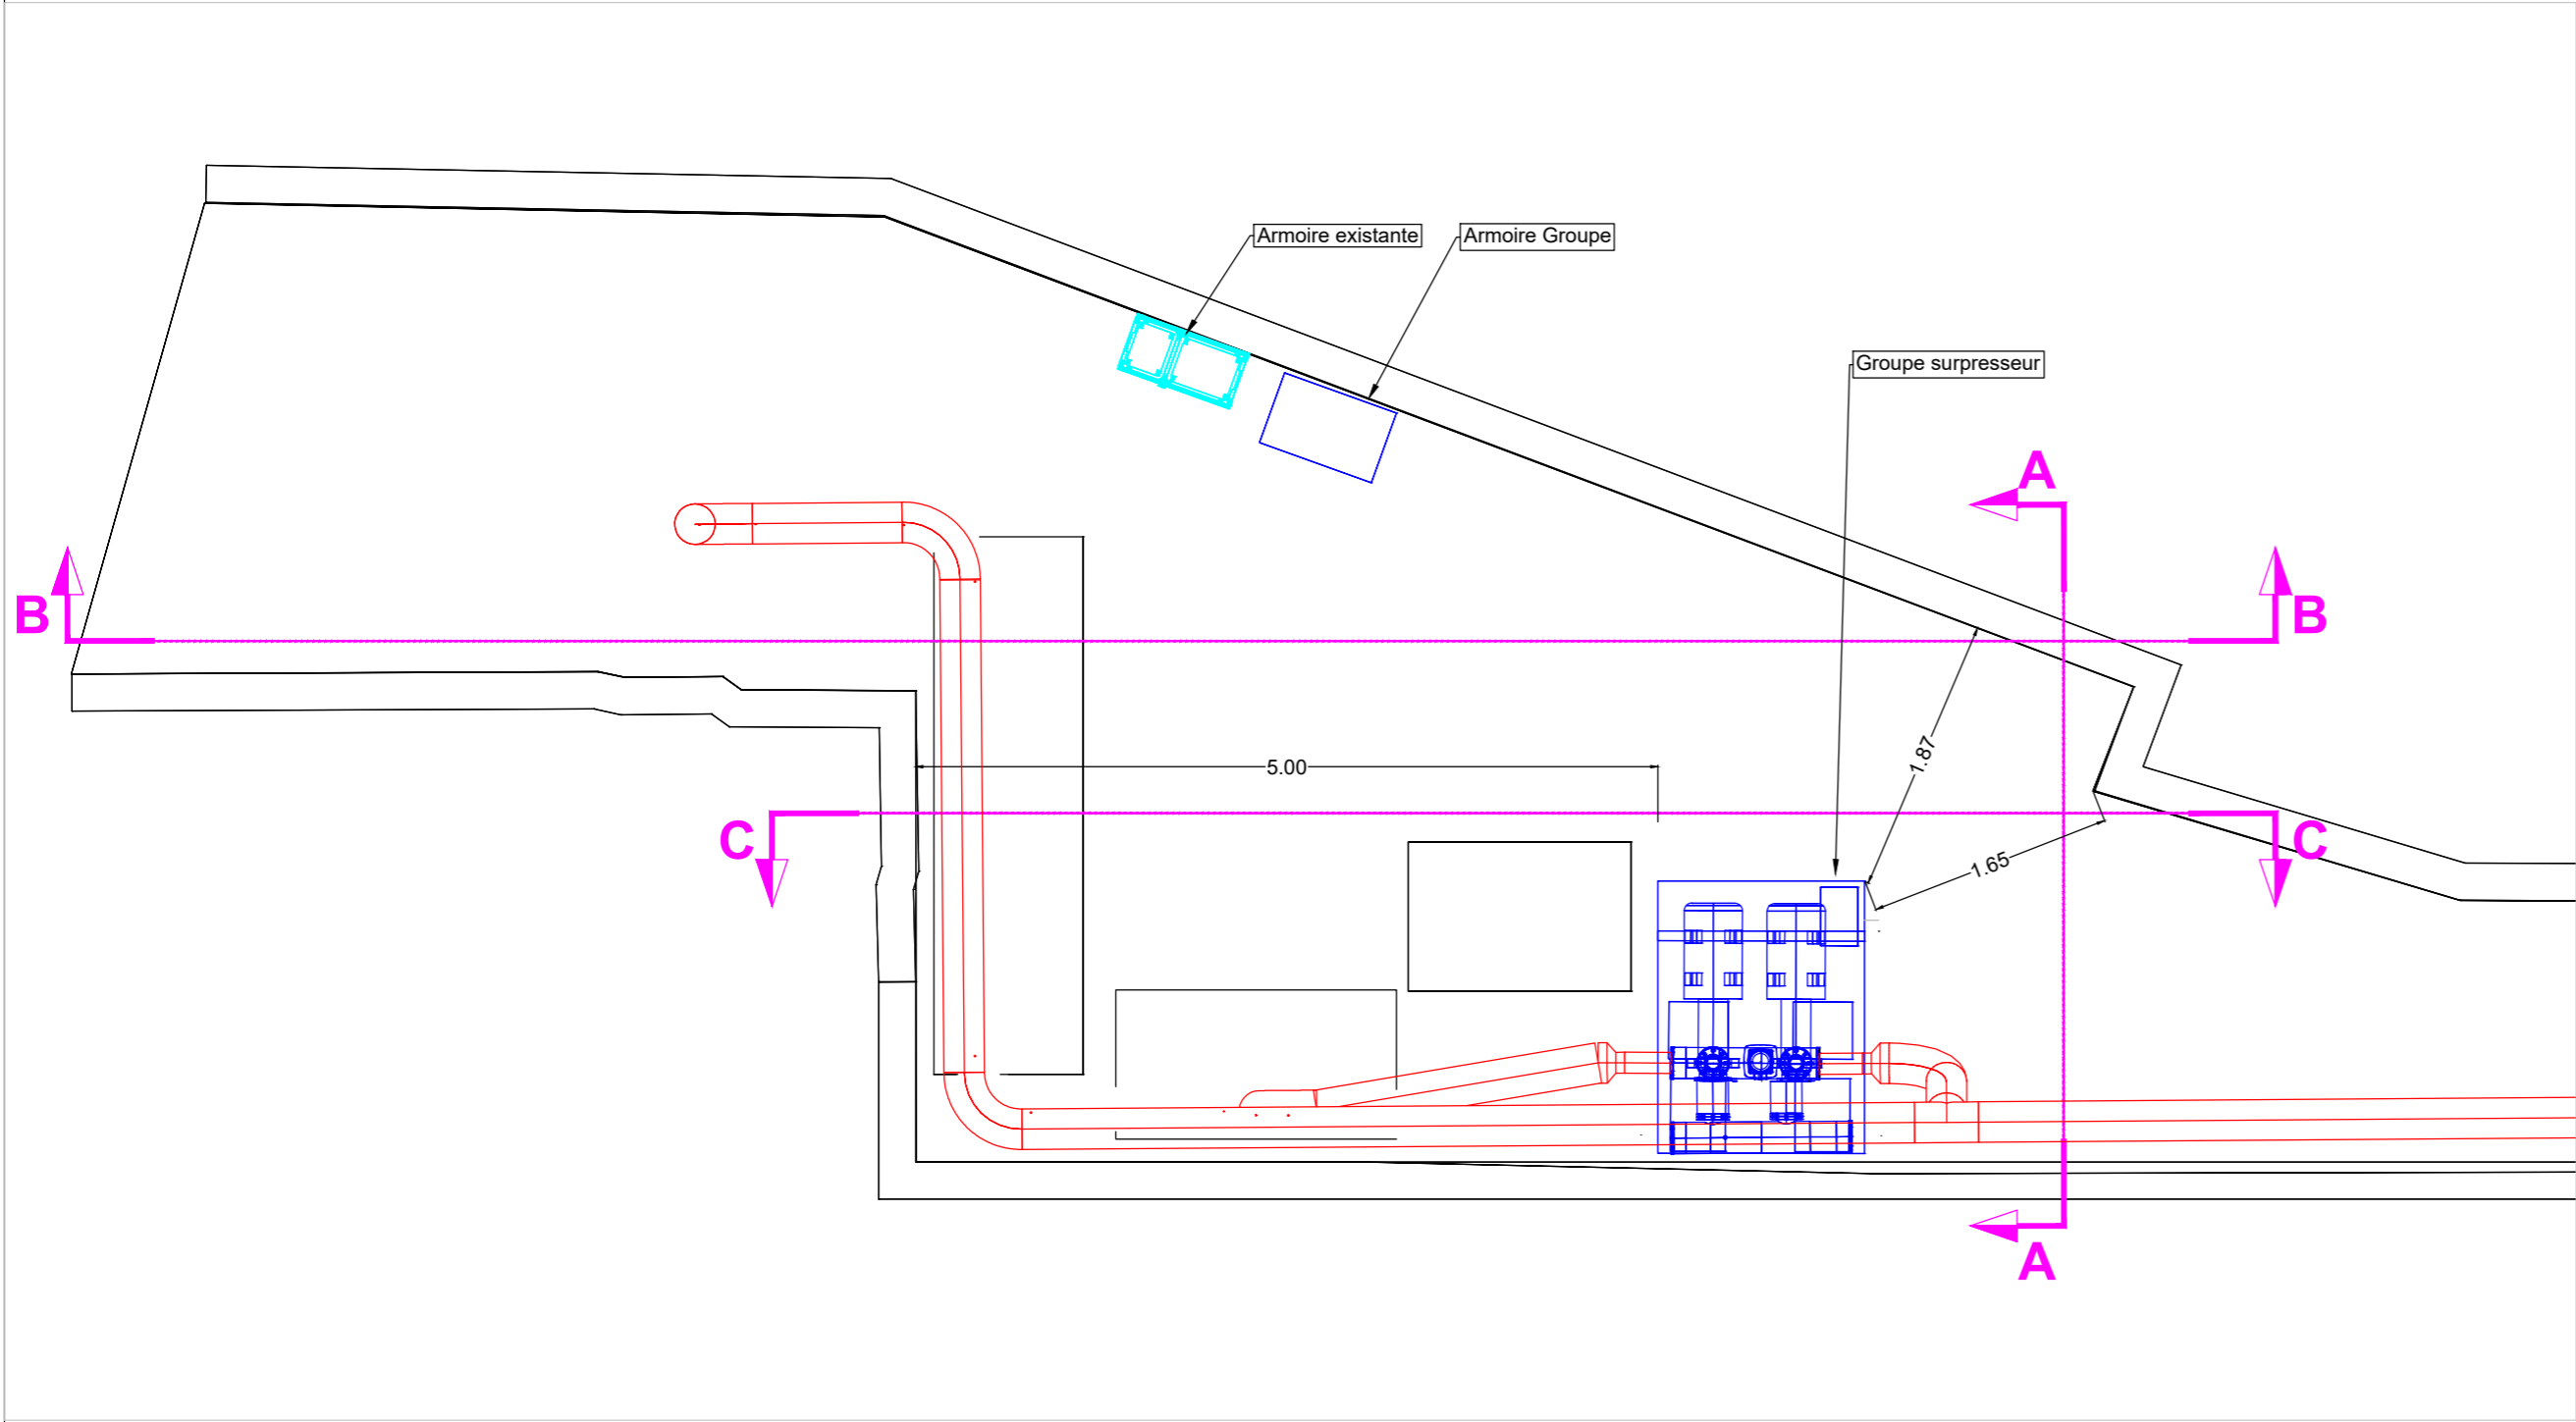 Armoire existante
Armoire Groupe
Groupe surpresseur
A
B
B
1.87
5.00
C
C
1.65
A